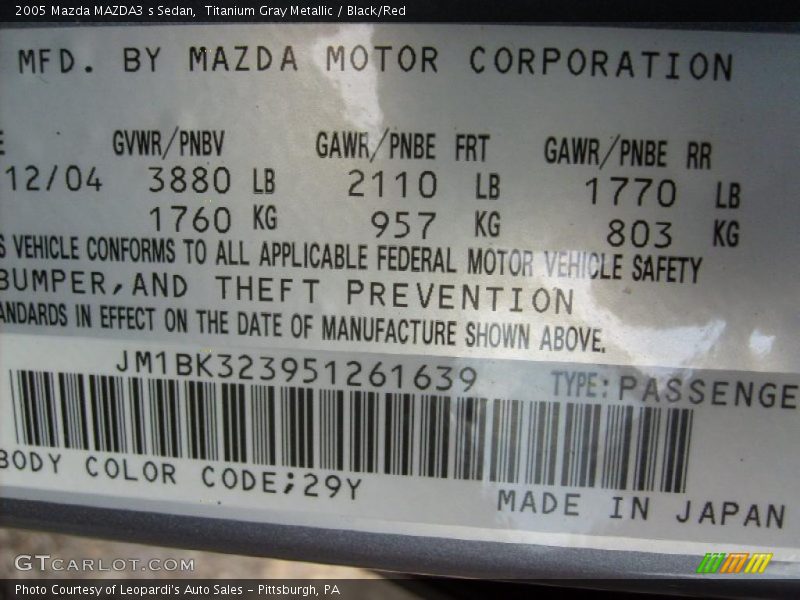 2005 Mazda MAZDA3 s Sedan, Titanium Gray Metallic / Black/Red
MFD. BY MAZDA MOTOR CORPORATION
E GVWR/PNBV GAWR/PNBE FRT GAWR/PNBE RR
12/04 3880 LB 2110 LB 1770 LB
1760 KG 957 KG 803 KG
S VEHICLE CONFORMS TO ALL APPLICABLE FEDERAL MOTOR VEHICLE SAFETY
BUMPER,AND THEFT PREVENTION
ANDARDS IN EFFECT ON THE DATE OF MANUFACTURE SHOWN ABOVE.
JM1BK323951261639 TYPE:PASSENGE
BODY COLOR CODE;29Y
MADE IN JAPAN
GTCARLOT.COM
Photo Courtesy of Leopardi's Auto Sales - Pittsburgh, PA